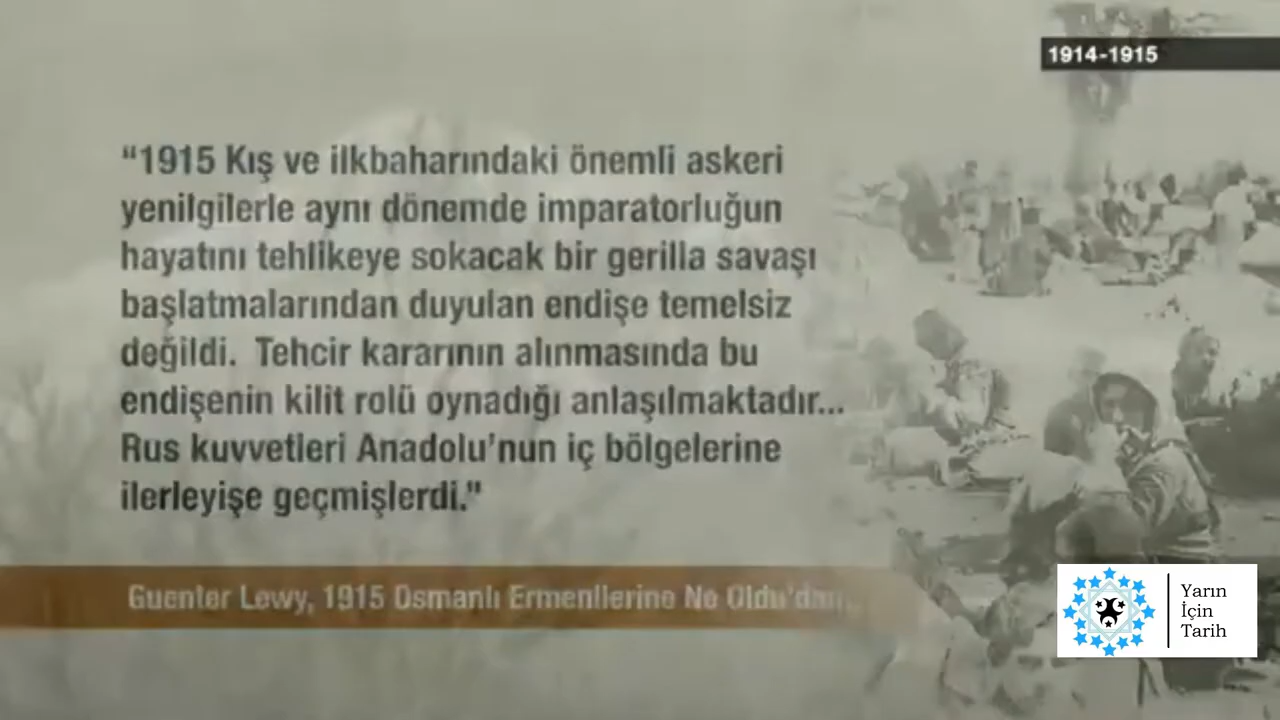 1914-1915
“1915 Kış ve ilkbaharındaki önemli askeri
yenilgilerle aynı dönemde imparatorluğun
hayatını tehlikeye sokacak bir gerilla savaşı
başlatmalarından duyulan endişe temelsiz
değildi. Tehcir kararının alınmasında bu
endişenin kilit rolü oynadığı anlaşılmaktadır...
Rus kuvvetleri Anadolu’nun iç bölgelerine
ilerleyişe geçmişlerdi."
Guenter Lewy, 1915 Osmanlı Ermenilerine Ne Oldu'dan,
Yarın
İçin
Tarih